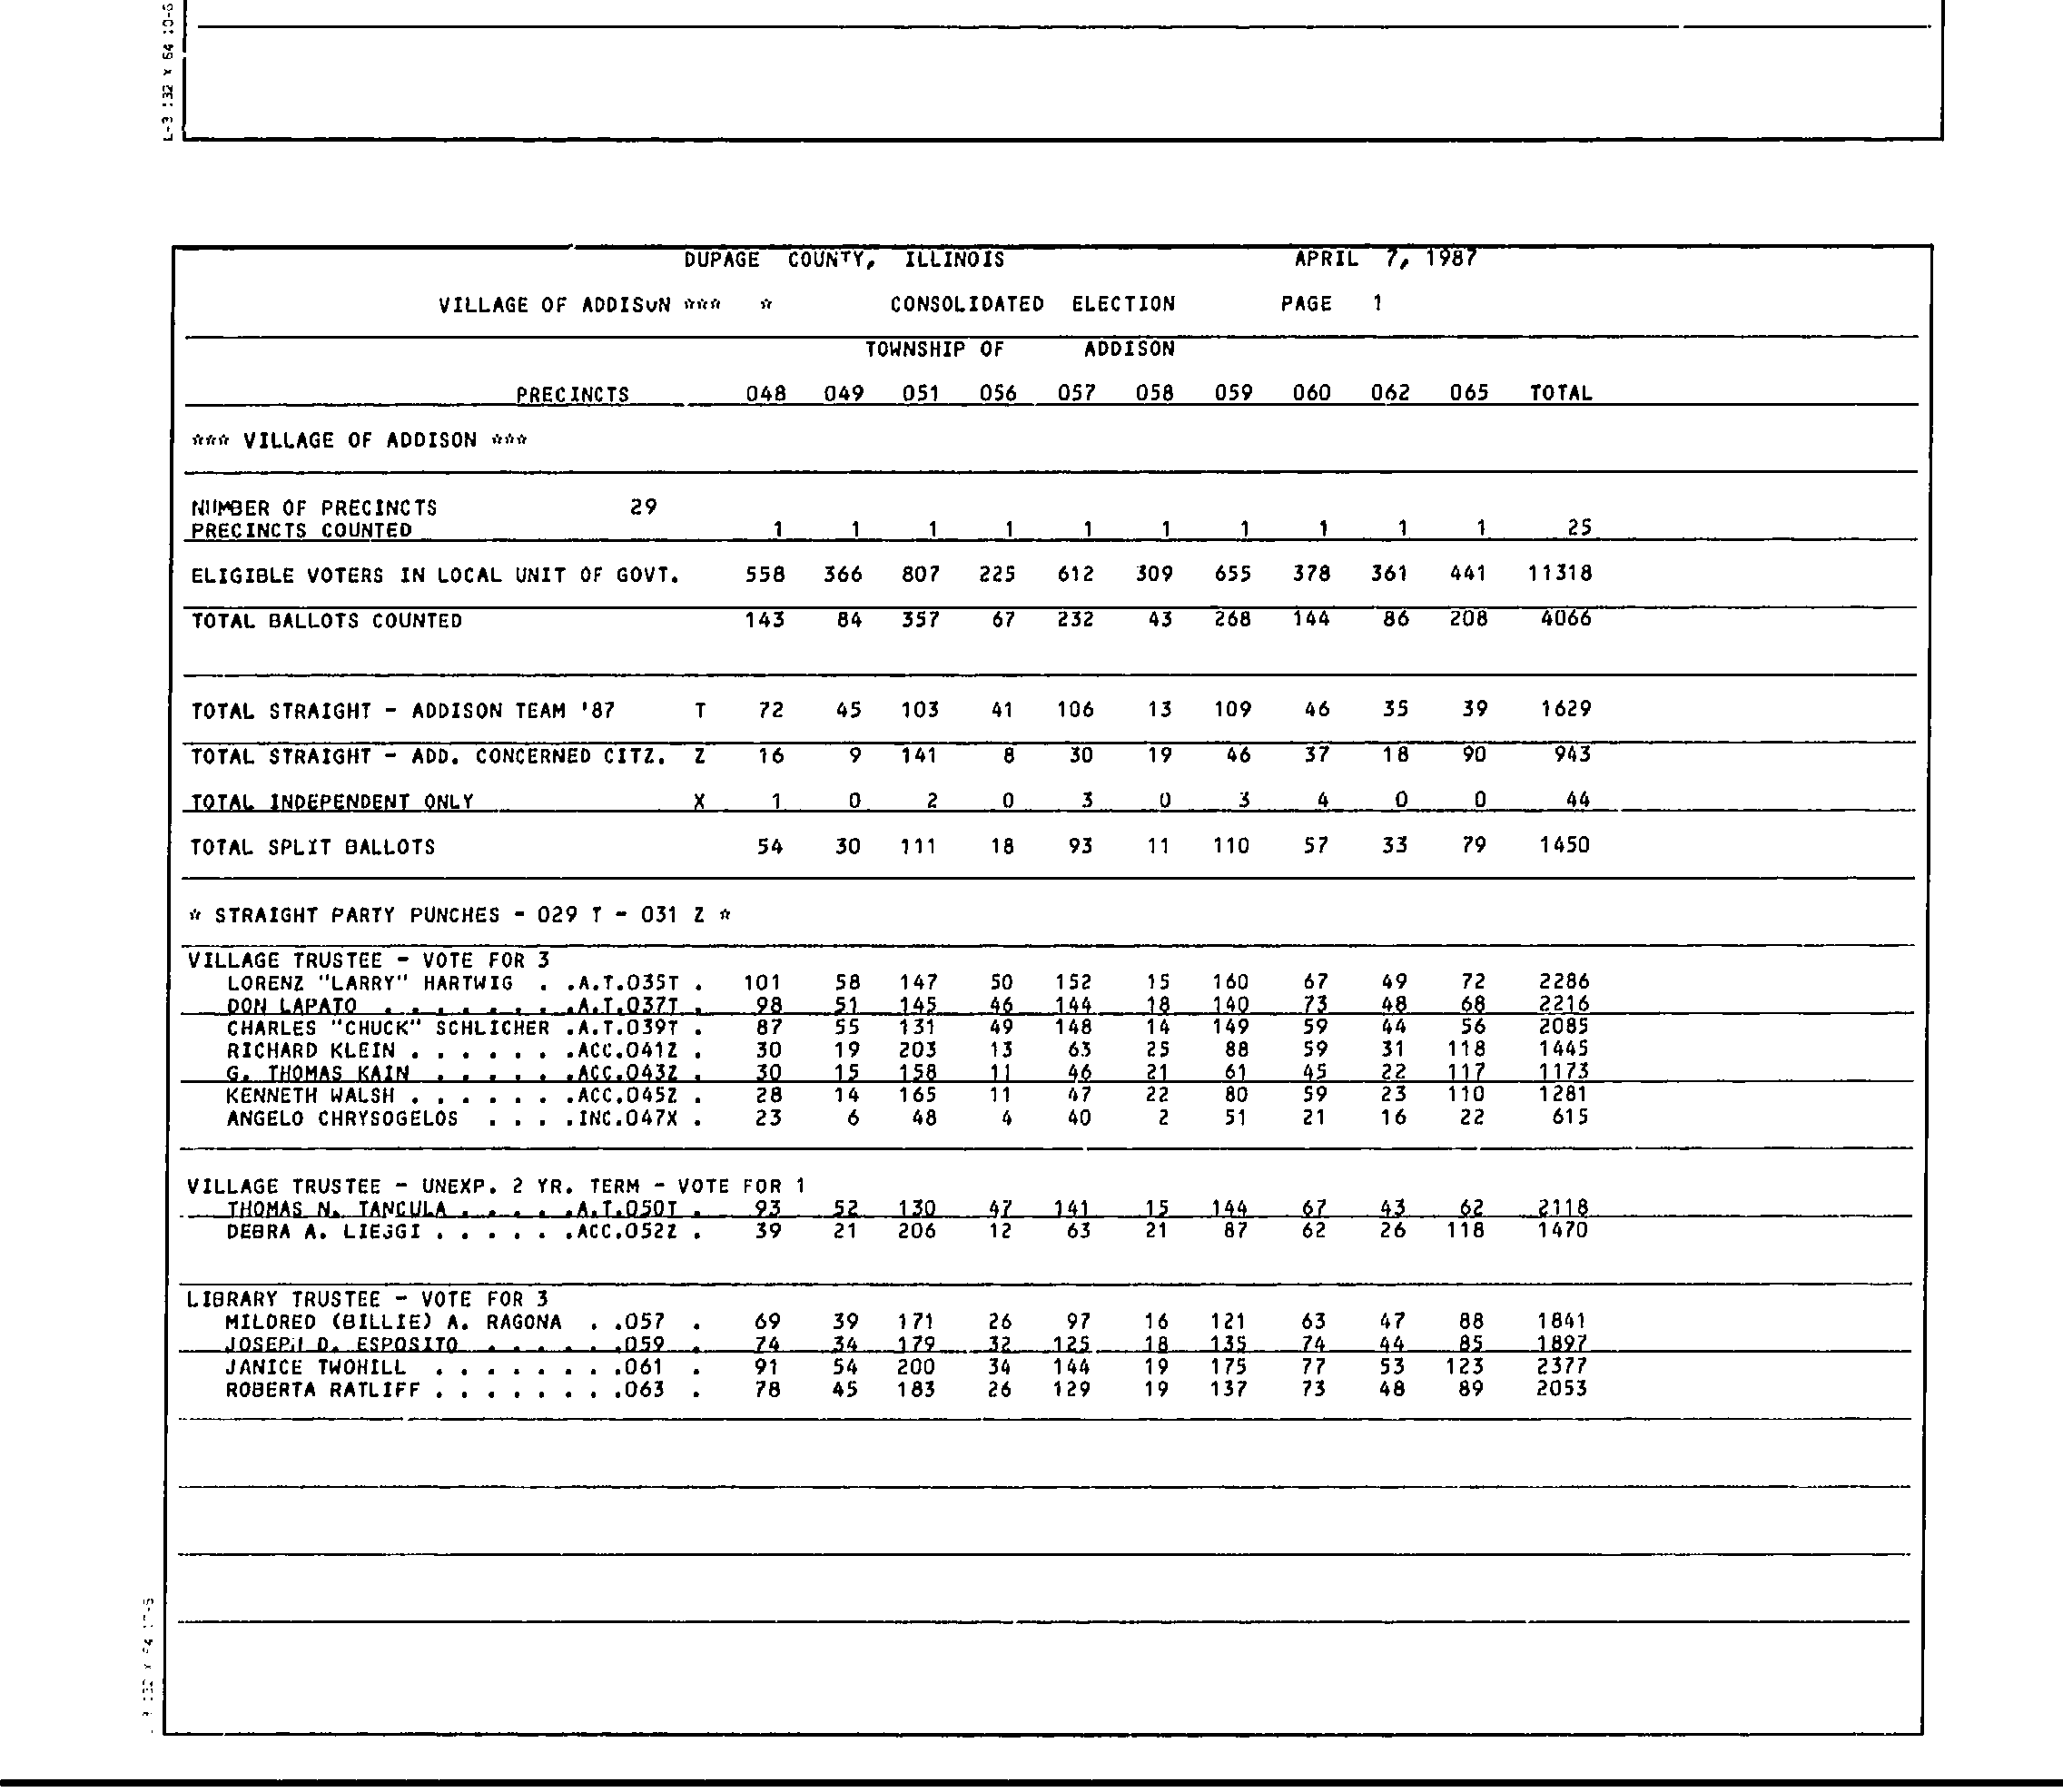 L-3 132 X 64 10-6
DUPAGE COUNTY, ILLINOIS APRIL 7, 1987
VILLAGE OF ADDISON *** * CONSOLIDATED ELECTION PAGE 1
TOWNSHIP OF ADDISON
PRECINCTS 048 049 051 056 057 058 059 060 062 065 TOTAL
*** VILLAGE OF ADDISON ***
NUMBER OF PRECINCTS 29
PRECINCTS COUNTED 1 1 1 1 1 1 1 1 1 1 25
ELIGIBLE VOTERS IN LOCAL UNIT OF GOVT. 558 366 807 225 612 309 655 378 361 441 11318
TOTAL BALLOTS COUNTED 143 84 357 67 232 43 268 144 86 208 4066
TOTAL STRAIGHT - ADDISON TEAM '87 T 72 45 103 41 106 13 109 46 35 39 1629
TOTAL STRAIGHT - ADD. CONCERNED CITZ. Z 16 9 141 8 30 19 46 37 18 90 943
TOTAL INDEPENDENT ONLY X 1 0 2 0 3 0 3 4 0 0 44
TOTAL SPLIT BALLOTS 54 30 111 18 93 11 110 57 33 79 1450
* STRAIGHT PARTY PUNCHES - 029 T - 031 Z *
VILLAGE TRUSTEE - VOTE FOR 3
LORENZ "LARRY" HARTWIG . .A.T.035T . 101 58 147 50 152 15 160 67 49 72 2286
DON LAPATO . . . . . . . .A.T.037T . 98 51 145 46 144 18 140 73 48 68 2216
CHARLES "CHUCK" SCHLICHER .A.T.039T . 87 55 131 49 148 14 149 59 44 56 2085
RICHARD KLEIN . . . . . . .ACC.041Z . 30 19 203 13 63 25 88 59 31 118 1445
G. THOMAS KAIN . . . . . .ACC.043Z . 30 15 158 11 46 21 61 45 22 117 1173
KENNETH WALSH . . . . . . .ACC.045Z . 28 14 165 11 47 22 80 59 23 110 1281
ANGELO CHRYSOGELOS . . . .INC.047X . 23 6 48 4 40 2 51 21 16 22 615
VILLAGE TRUSTEE - UNEXP. 2 YR. TERM - VOTE FOR 1
THOMAS N. TANCULA . . . . .A.T.050T . 93 52 130 47 141 15 144 67 43 62 2118
DEBRA A. LIEGGI . . . . . .ACC.052Z . 39 21 206 12 63 21 87 62 26 118 1470
LIBRARY TRUSTEE - VOTE FOR 3
MILDRED (BILLIE) A. RAGONA . .057 . 69 39 171 26 97 16 121 63 47 88 1841
JOSEPH D. ESPOSITO . . . . . .059 . 74 34 179 32 125 18 135 74 44 85 1897
JANICE TWOHILL . . . . . . . .061 . 91 54 200 34 144 19 175 77 53 123 2377
ROBERTA RATLIFF . . . . . . . .063 . 78 45 183 26 129 19 137 73 48 89 2053